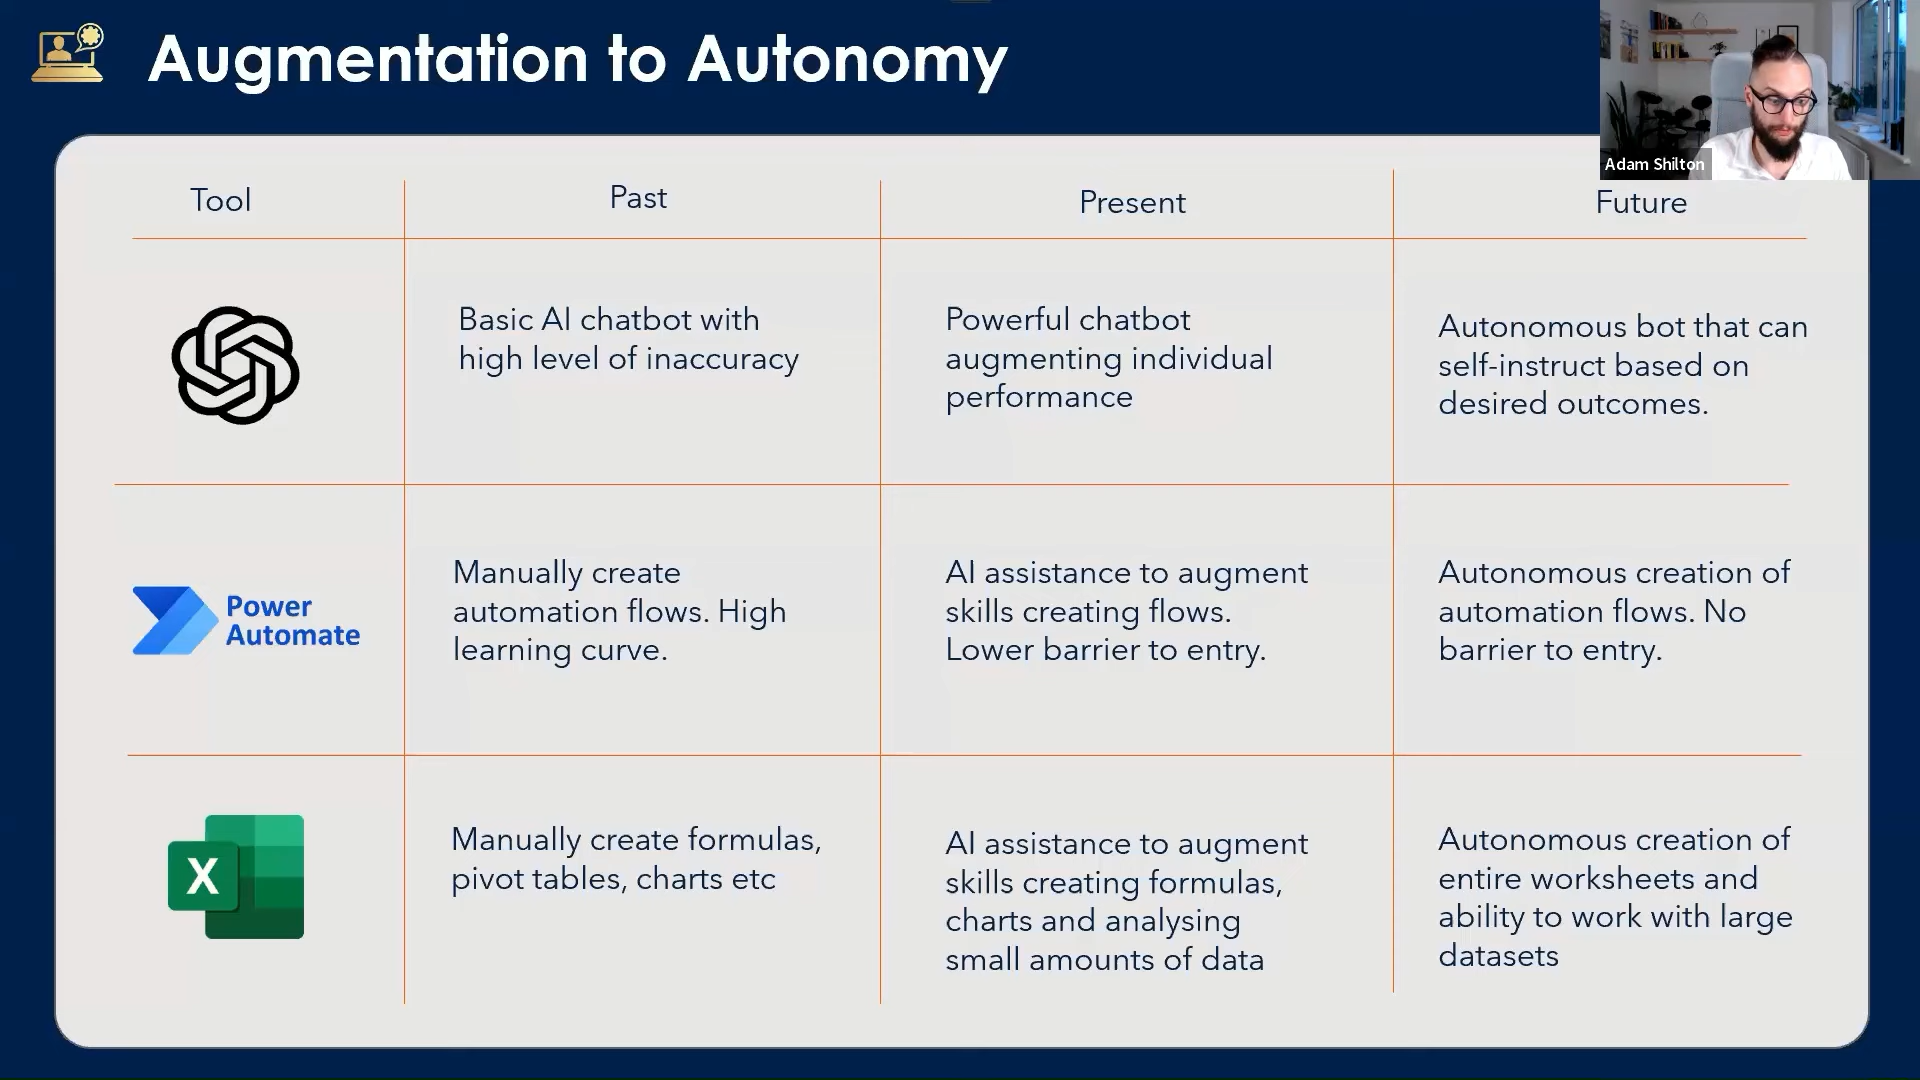 Augmentation to Autonomy
Adam Shilton
Tool
Past
Present
Future
Basic AI chatbot with
high level of inaccuracy
Powerful chatbot
augmenting individual
performance
Autonomous bot that can
self-instruct based on
desired outcomes.
Power
Automate
Manually create
automation flows. High
learning curve.
AI assistance to augment
skills creating flows.
Lower barrier to entry.
Autonomous creation of
automation flows. No
barrier to entry.
X
Manually create formulas,
pivot tables, charts etc
AI assistance to augment
skills creating formulas,
charts and analysing
small amounts of data
Autonomous creation of
entire worksheets and
ability to work with large
datasets